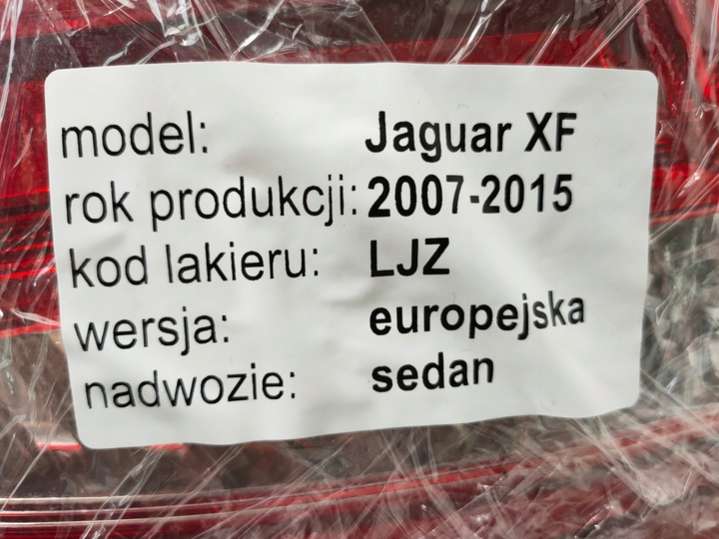 model: Jaguar XF
rok produkcji: 2007-2015
kod lakieru: LJZ
wersja: europejska
nadwozie: sedan